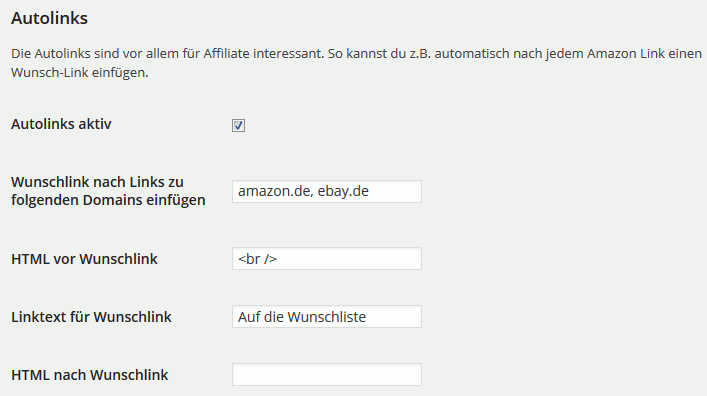 Autolinks
Die Autolinks sind vor allem für Affiliate interessant. So kannst du z.B. automatisch nach jedem Amazon Link einen
Wunsch-Link einfügen.
Autolinks aktiv
Wunschlink nach Links zu
folgenden Domains einfügen
amazon.de, ebay.de
HTML vor Wunschlink
<br />
Linktext für Wunschlink
Auf die Wunschliste
HTML nach Wunschlink